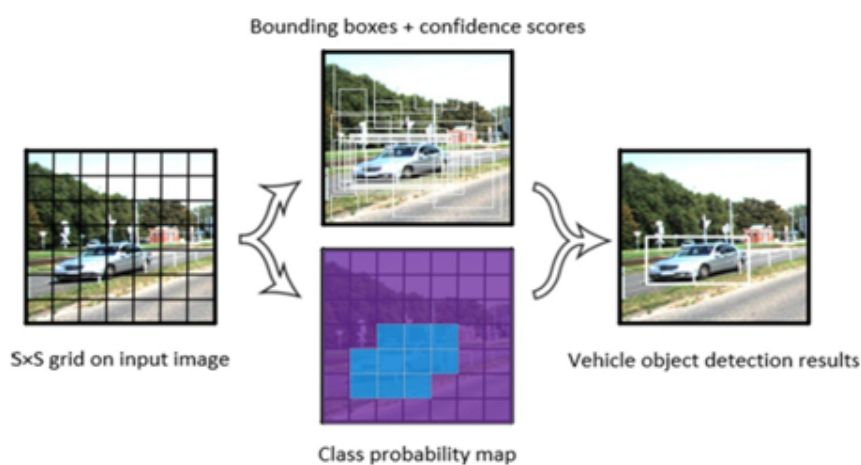 Bounding boxes + confidence scores
S×S grid on input image
Vehicle object detection results
Class probability map